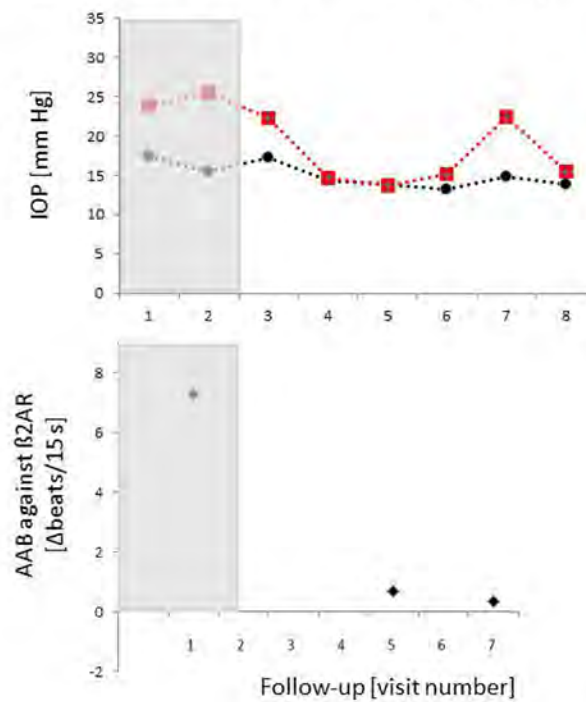 35
30
25
20
15
10
5
0
IOP [mm Hg]
1 2 3 4 5 6 7 8
8
6
4
2
0
-2
AAB against ß2AR
[Δbeats/15 s]
1 2 3 4 5 6 7
Follow-up [visit number]